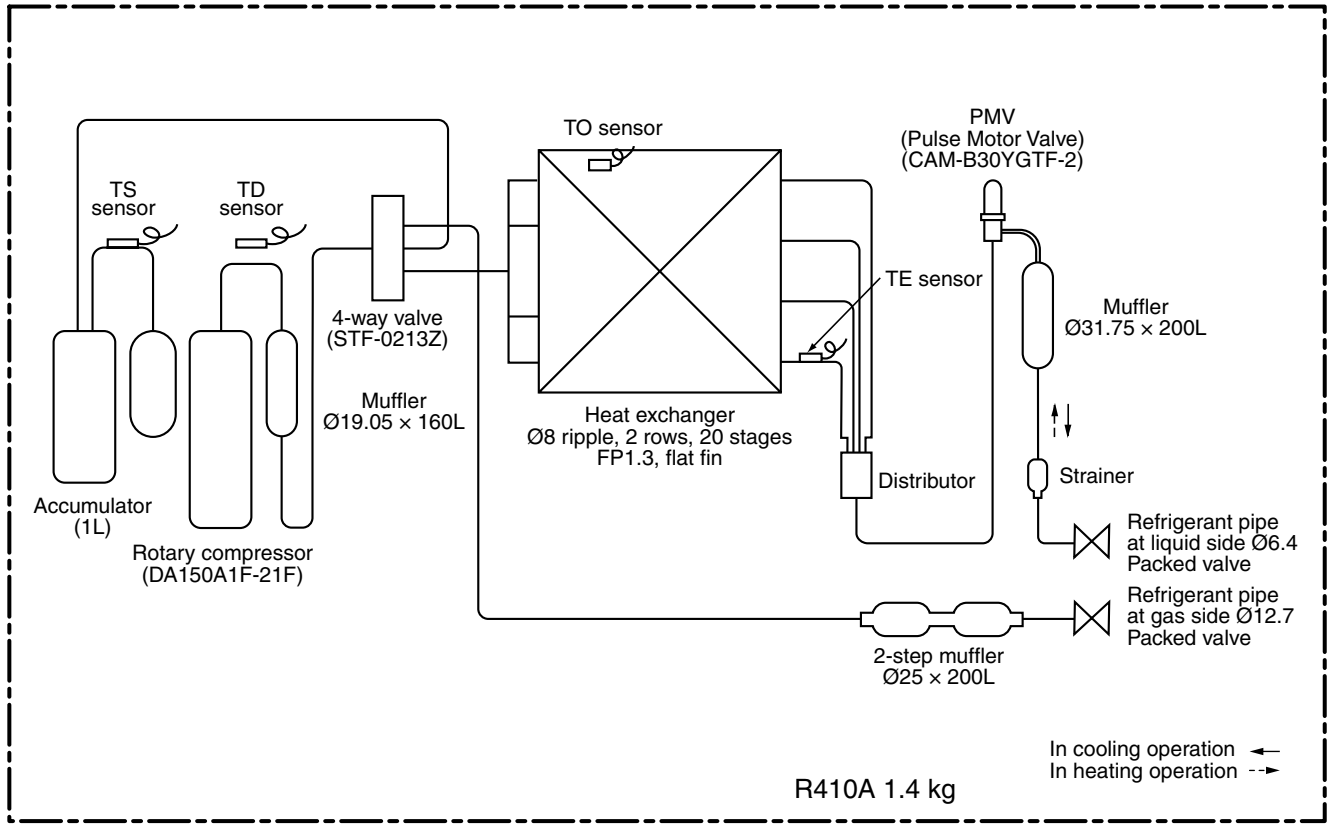 TO sensor
PMV
(Pulse Motor Valve)
(CAM-B30YGTF-2)
TS
sensor
TD
sensor
TE sensor
4-way valve
(STF-0213Z)
Muffler
Ø31.75 × 200L
Muffler
Ø19.05 × 160L
Heat exchanger
Ø8 ripple, 2 rows, 20 stages
FP1.3, flat fin
Distributor
Strainer
Accumulator
(1L)
Rotary compressor
(DA150A1F-21F)
Refrigerant pipe
at liquid side Ø6.4
Packed valve
Refrigerant pipe
at gas side Ø12.7
Packed valve
2-step muffler
Ø25 × 200L
In cooling operation
In heating operation
R410A 1.4 kg